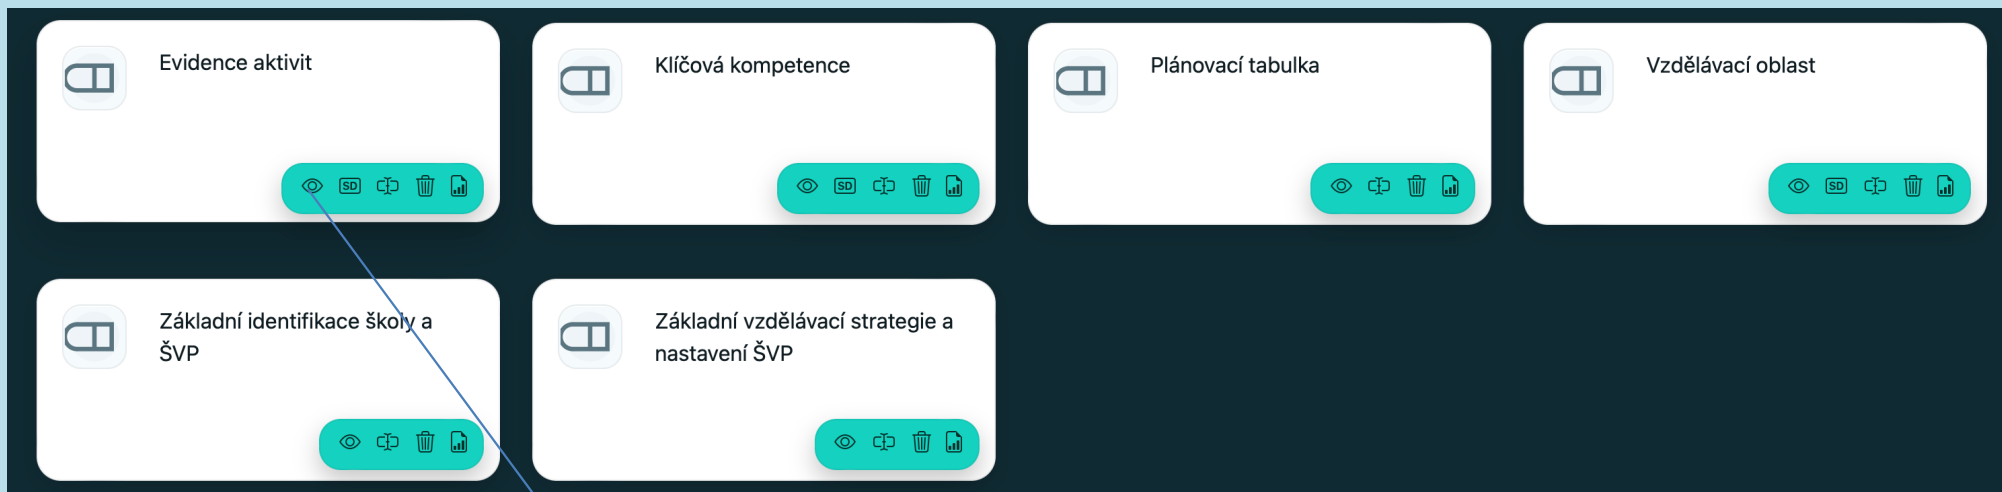 Evidence aktivit
SD
Klíčová kompetence
SD
Plánovací tabulka
Vzdělávací oblast
SD
Základní identifikace školy a
ŠVP
Základní vzdělávací strategie a
nastavení ŠVP